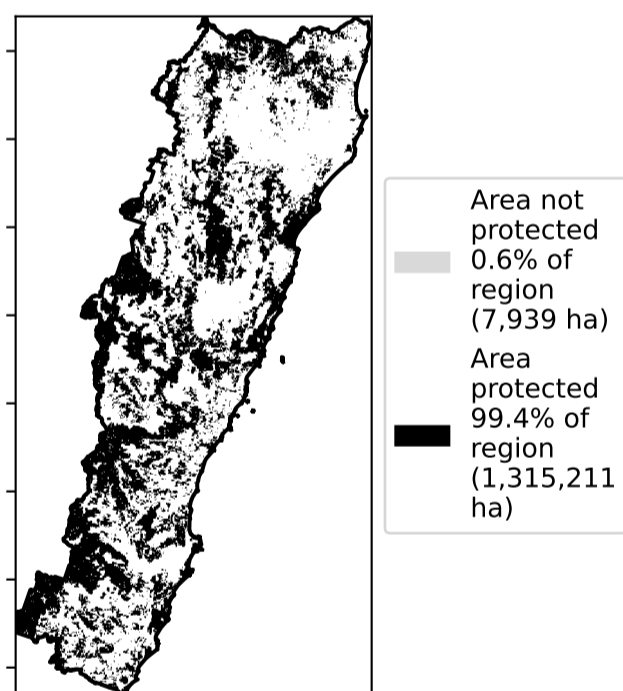 Area not
protected
0.6% of
region
(7,939 ha)
Area
protected
99.4% of
region
(1,315,211
ha)